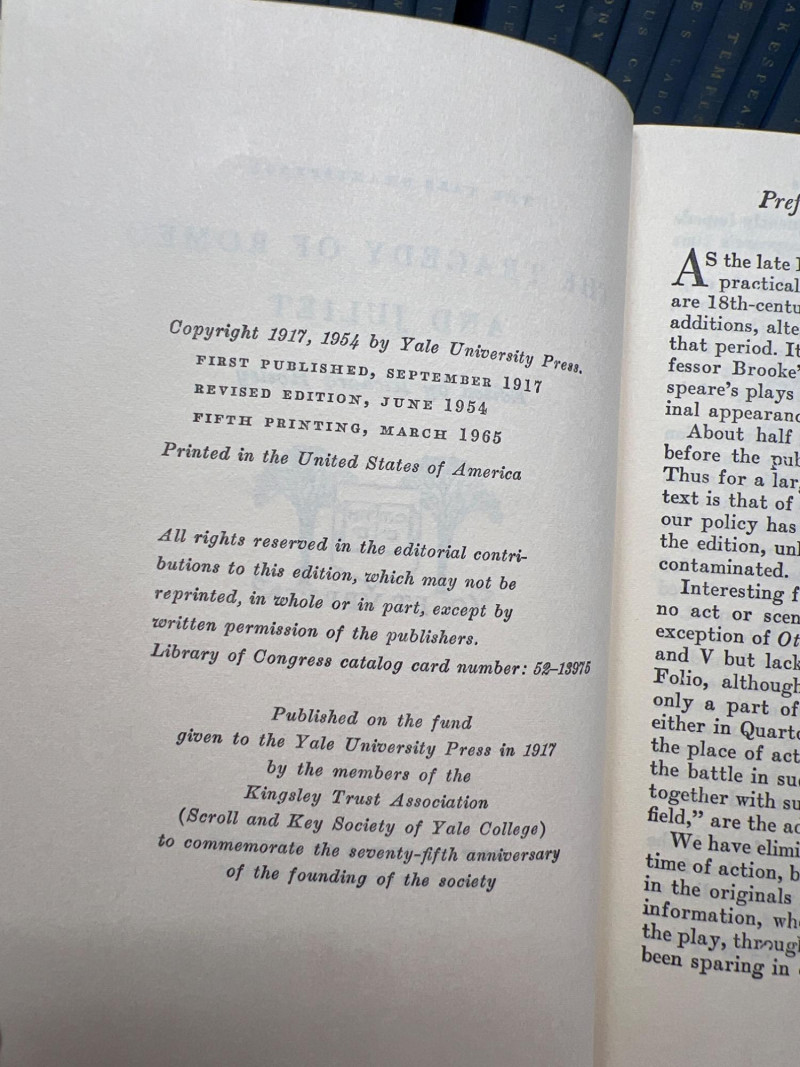 Copyright 1917, 1954 by Yale University Press.
FIRST PUBLISHED, SEPTEMBER 1917
REVISED EDITION, JUNE 1954
FIFTH PRINTING, MARCH 1965
Printed in the United States of America
All rights reserved in the editorial contri-
butions to this edition, which may not be
reprinted, in whole or in part, except by
written permission of the publishers.
Library of Congress catalog card number: 52–13975
Published on the fund
given to the Yale University Press in 1917
by the members of the
Kingsley Trust Association
(Scroll and Key Society of Yale College)
to commemorate the seventy-fifth anniversary
of the founding of the society
AS the late
practical
are 18th-centu
additions, alte
that period. It
fessor Brooke'
speare's plays
inal appearanc
About half
before the pub
Thus for a lar
text is that of
our policy has
the edition, unl
contaminated.
Interesting f
no act or scen
exception of Ot
and V but lack
Folio, although
only a part of
either in Quarto
the place of act
the battle in suc
together with su
field," are the ac
We have elimi
time of action, b
in the originals
information, whe
the play, throug
been sparing in